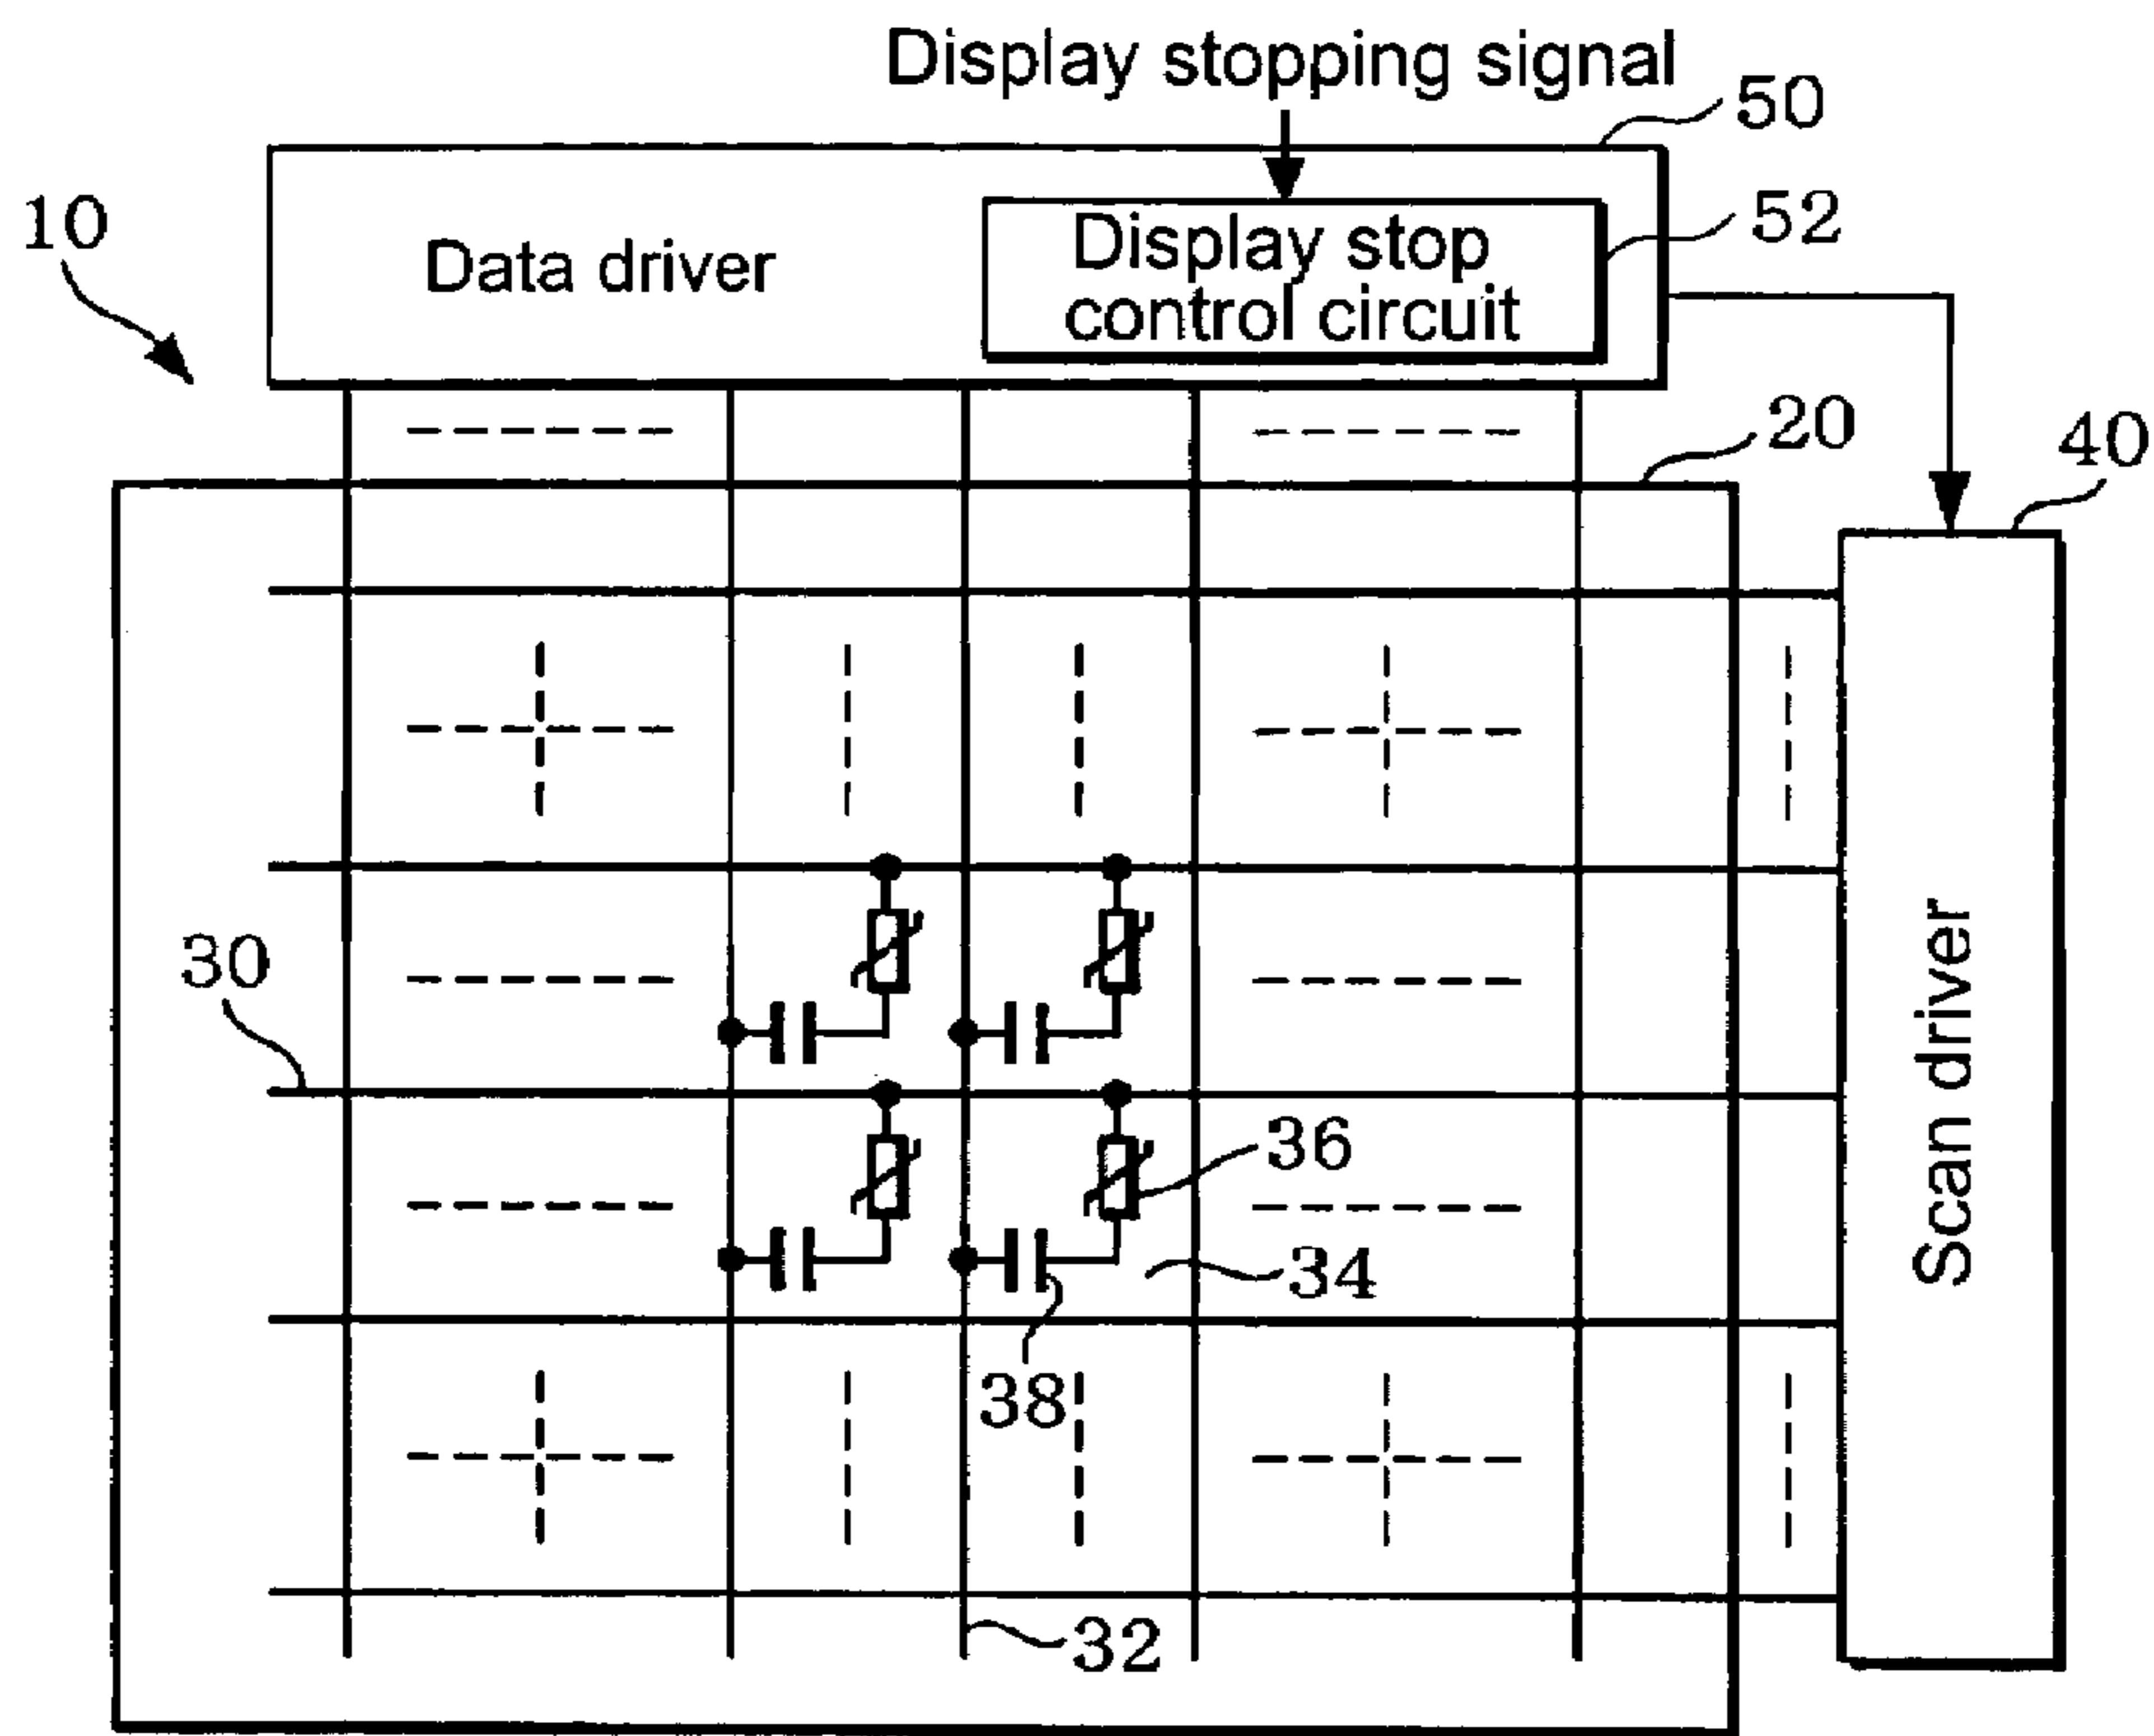 Display stopping signal
50
10
Data driver
Display stop
control circuit
52
20
40
30
Scan driver
36
34
38
32